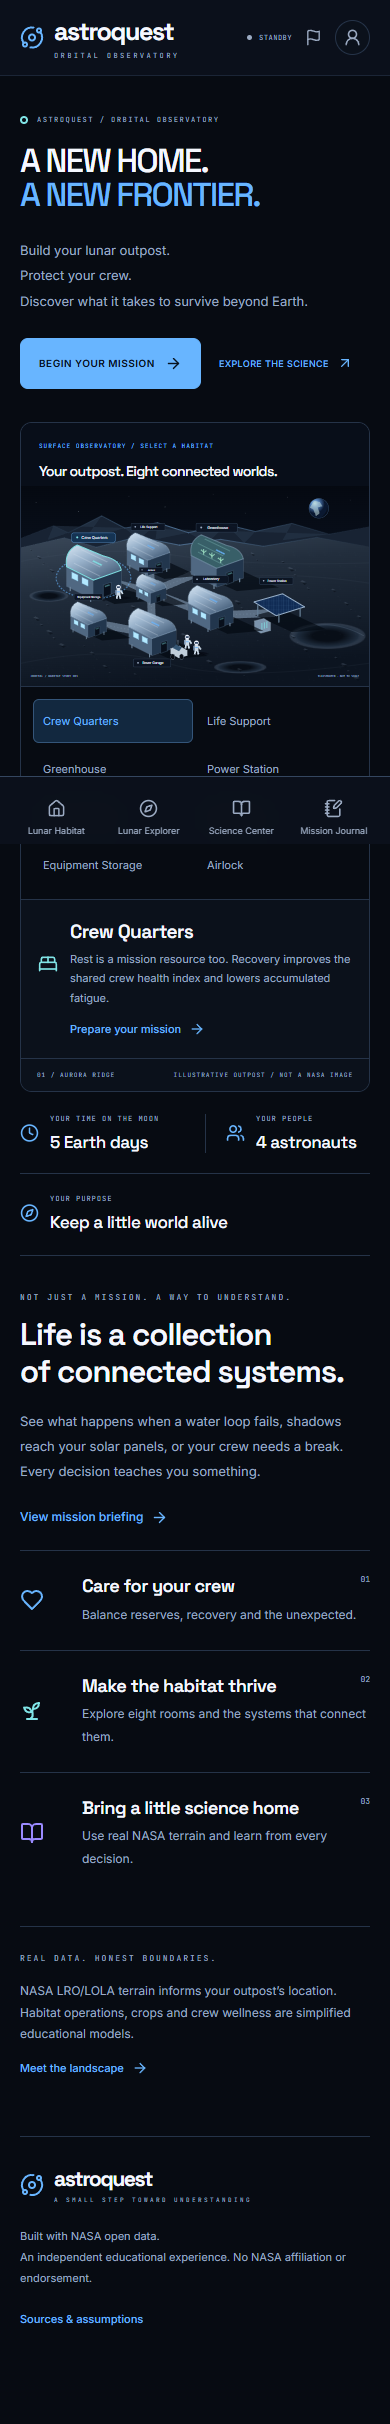 astroquest
ORBITAL OBSERVATORY
STANDBY
ASTROQUEST / ORBITAL OBSERVATORY
A NEW HOME.
A NEW FRONTIER.
Build your lunar outpost.
Protect your crew.
Discover what it takes to survive beyond Earth.
BEGIN YOUR MISSION
EXPLORE THE SCIENCE
SURFACE OBSERVATORY / SELECT A HABITAT
Your outpost. Eight connected worlds.
Life Support
Greenhouse
Crew Quarters
Laboratory
Power Station
Equipment Storage
Rover Garage
Crew Quarters
Life Support
Greenhouse
Power Station
Lunar Habitat
Lunar Explorer
Science Center
Mission Journal
Equipment Storage
Airlock
Crew Quarters
Rest is a mission resource too. Recovery improves the
shared crew health index and lowers accumulated
fatigue.
Prepare your mission
01 / AURORA RIDGE
ILLUSTRATIVE OUTPOST / NOT A NASA IMAGE
YOUR TIME ON THE MOON
5 Earth days
YOUR PEOPLE
4 astronauts
YOUR PURPOSE
Keep a little world alive
NOT JUST A MISSION. A WAY TO UNDERSTAND.
Life is a collection
of connected systems.
See what happens when a water loop fails, shadows
reach your solar panels, or your crew needs a break.
Every decision teaches you something.
View mission briefing
01
Care for your crew
Balance reserves, recovery and the unexpected.
02
Make the habitat thrive
Explore eight rooms and the systems that connect
them.
03
Bring a little science home
Use real NASA terrain and learn from every
decision.
REAL DATA. HONEST BOUNDARIES.
NASA LRO/LOLA terrain informs your outpost's location.
Habitat operations, crops and crew wellness are simplified
educational models.
Meet the landscape
astroquest
A SMALL STEP TOWARD UNDERSTANDING
Built with NASA open data.
An independent educational experience. No NASA affiliation or
endorsement.
Sources & assumptions